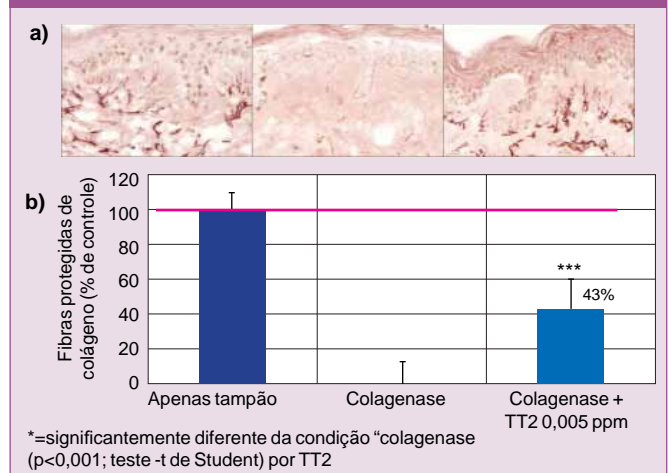 a)
b)
Fibras protegidas de
colágeno (% de controle)
120
100
80
60
40
20
0
***
43%
Apenas tampão
Colagenase
Colagenase +
TT2 0,005 ppm
*=significantemente diferente da condição “colagenase
(p<0,001; teste -t de Student) por TT2